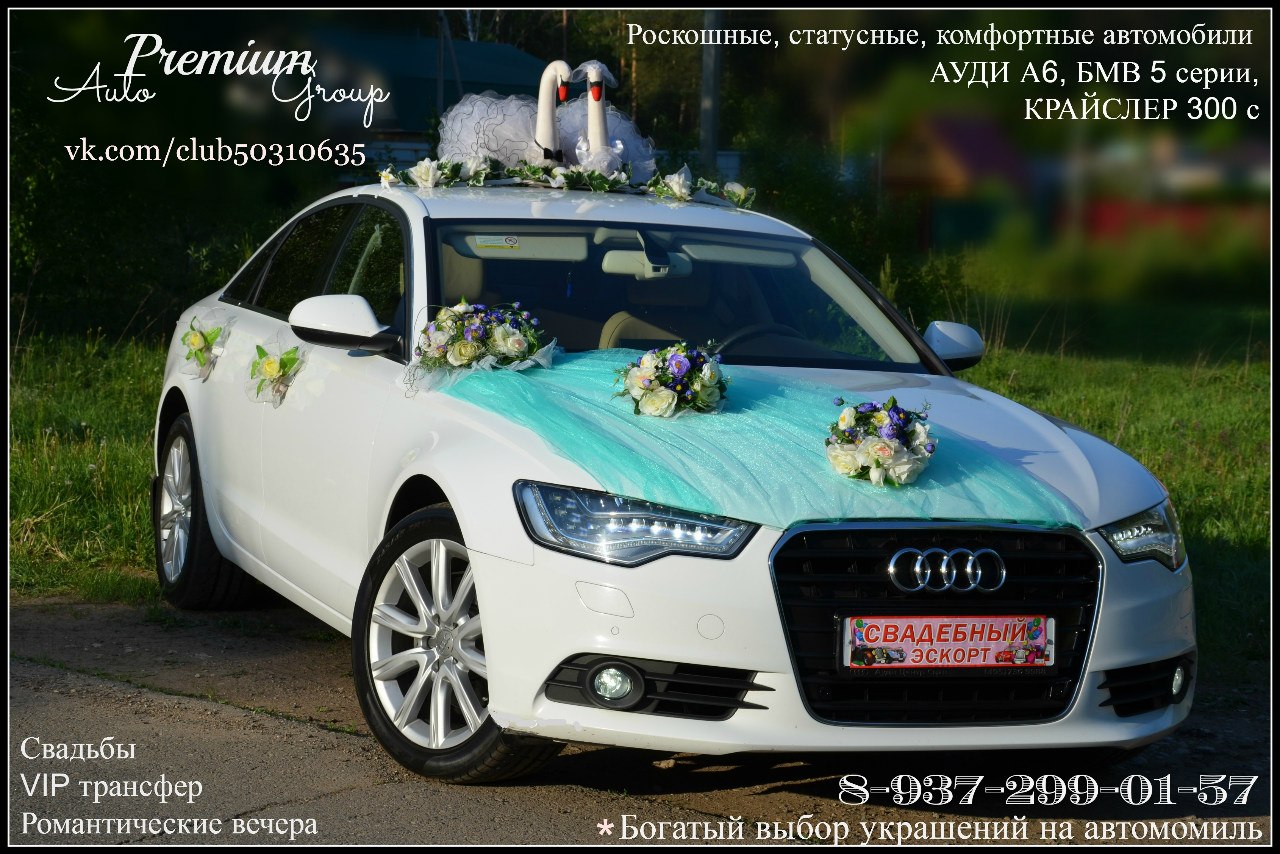 Premium
Auto Group
vk.com/club50310635
Роскошные, статусные, комфортные автомобили
АУДИ А6, БМВ 5 серии,
КРАЙСЛЕР 300 с
СВАДЕБНЫЙ
ЭСКОРТ
Свадьбы
VIP трансфер
Романтические вечера
8-937-299-01-57
*Богатый выбор украшений на автомомиль